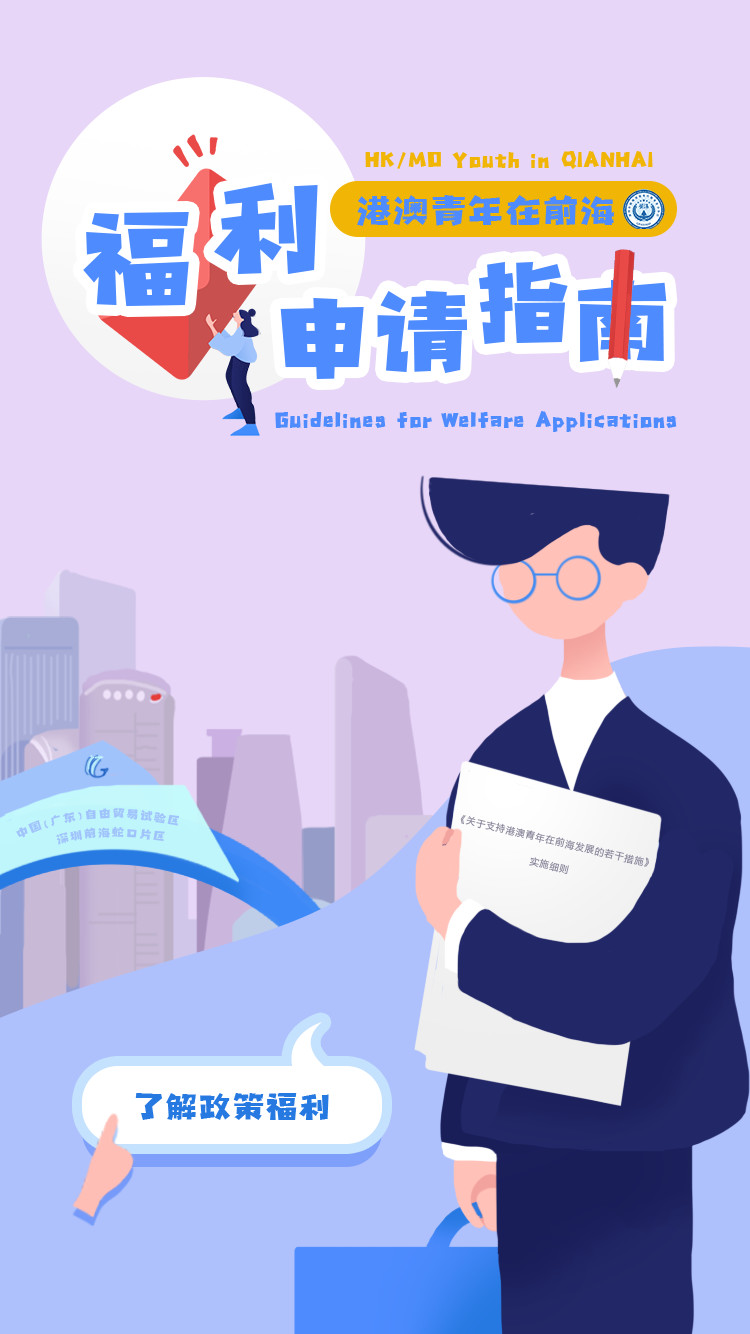 HK/MO Youth in QIANHAI
港澳青年在前海
福利
申请指南
Guidelines for Welfare Applications
中国(广东)自由贸易试验区
深圳前海蛇口片区
《关于支持港澳青年在前海发展的若干措施》
实施细则
了解政策福利